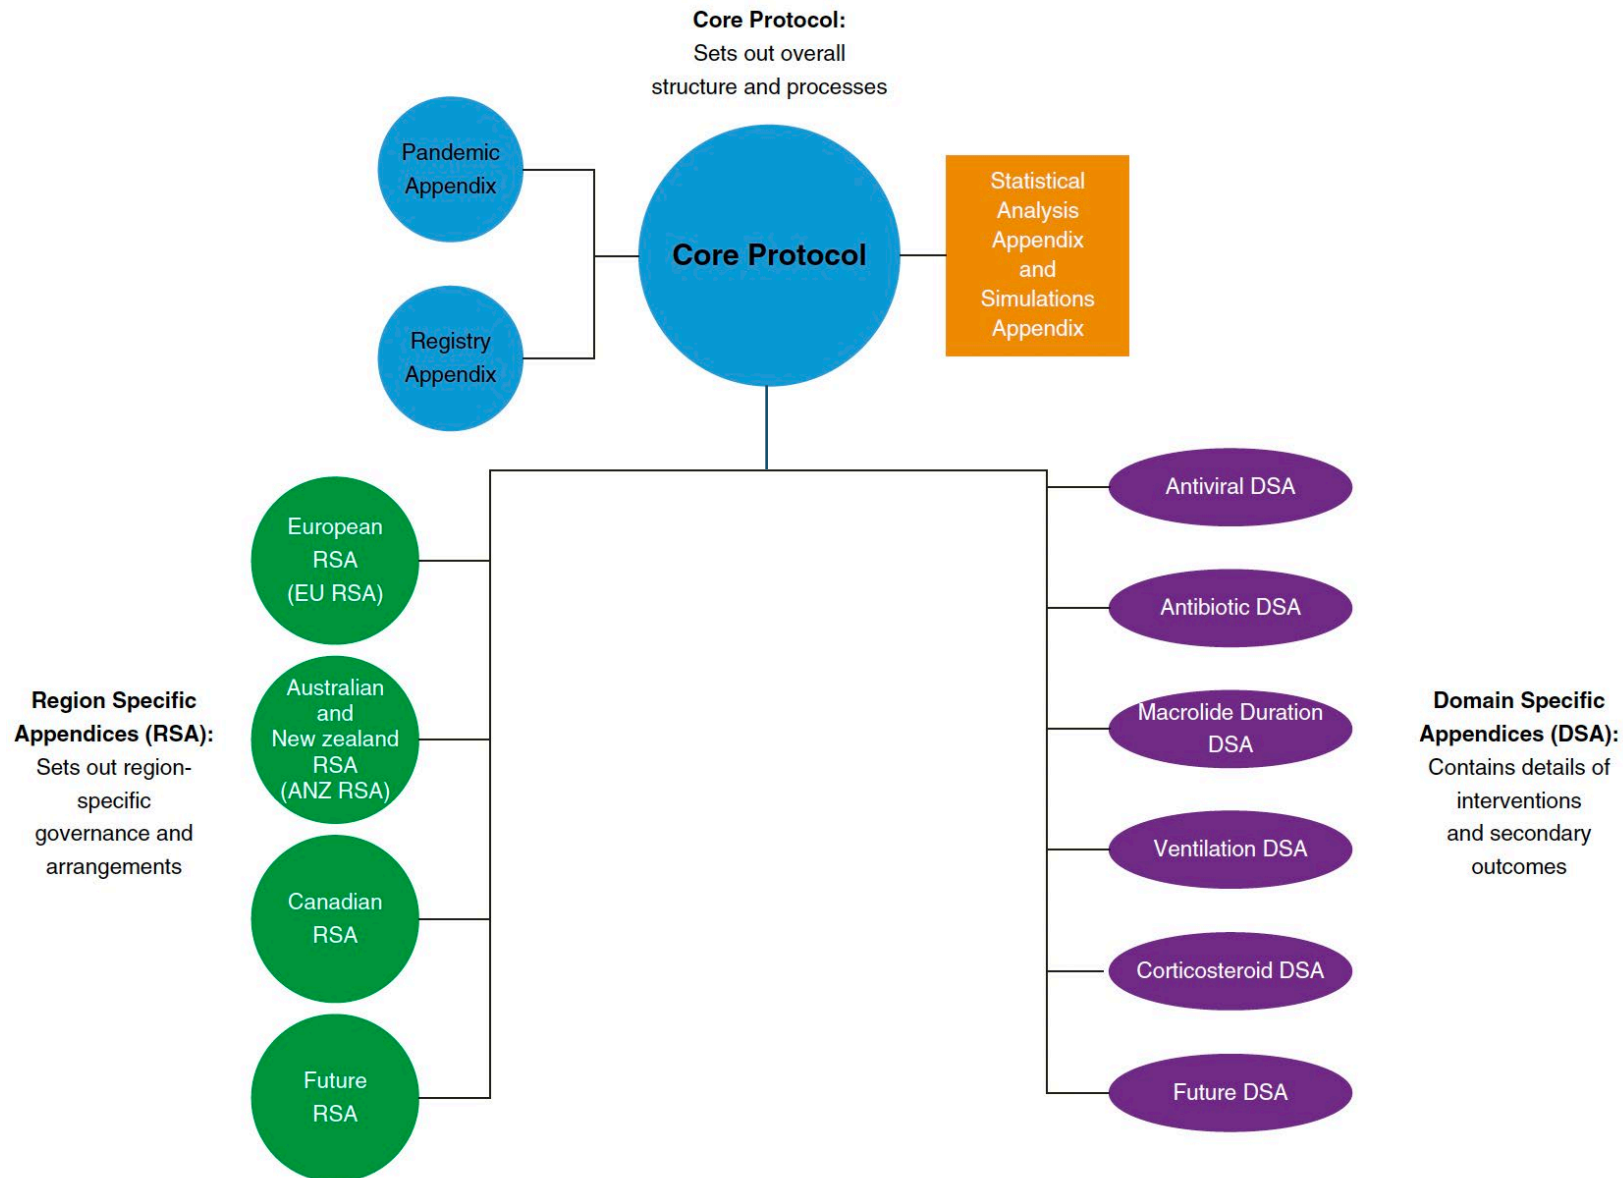 Core Protocol:
Sets out overall
structure and processes
Pandemic
Appendix
Registry
Appendix
Core Protocol
Statistical
Analysis
Appendix
and
Simulations
Appendix
Region Specific
Appendices (RSA):
Sets out region-
specific
governance and
arrangements
European
RSA
(EU RSA)
Australian
and
New zealand
RSA
(ANZ RSA)
Canadian
RSA
Future
RSA
Antiviral DSA
Antibiotic DSA
Macrolide Duration
DSA
Ventilation DSA
Corticosteroid DSA
Future DSA
Domain Specific
Appendices (DSA):
Contains details of
interventions
and secondary
outcomes